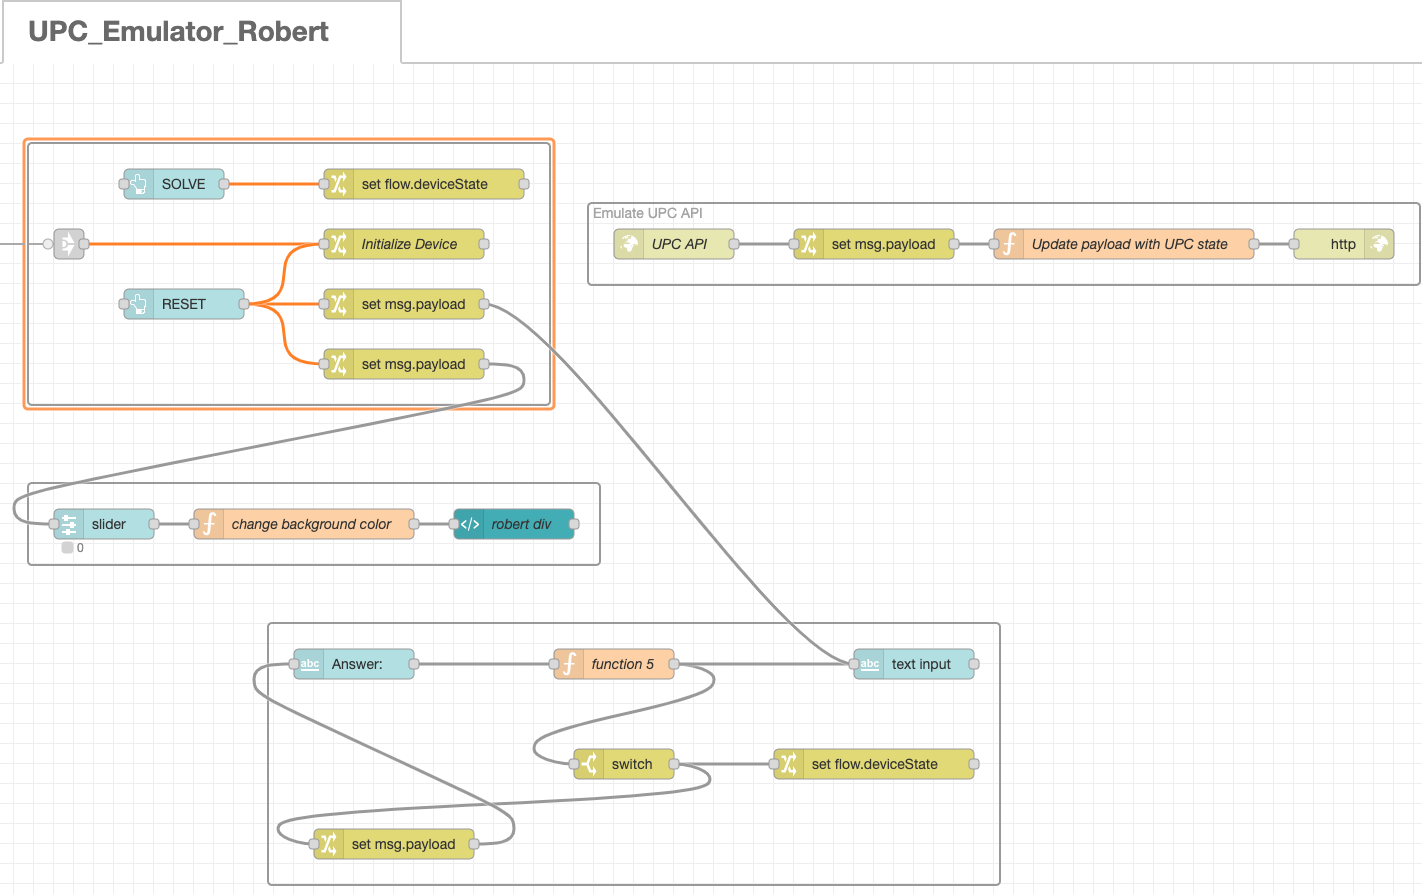 UPC_Emulator_Robert
SOLVE
set flow.deviceState
Initialize Device
RESET
set msg.payload
set msg.payload
Emulate UPC API
UPC API
set msg.payload
Update payload with UPC state
http
slider
change background color
robert div
0
abc
Answer:
function 5
abc
text input
switch
set flow.deviceState
set msg.payload